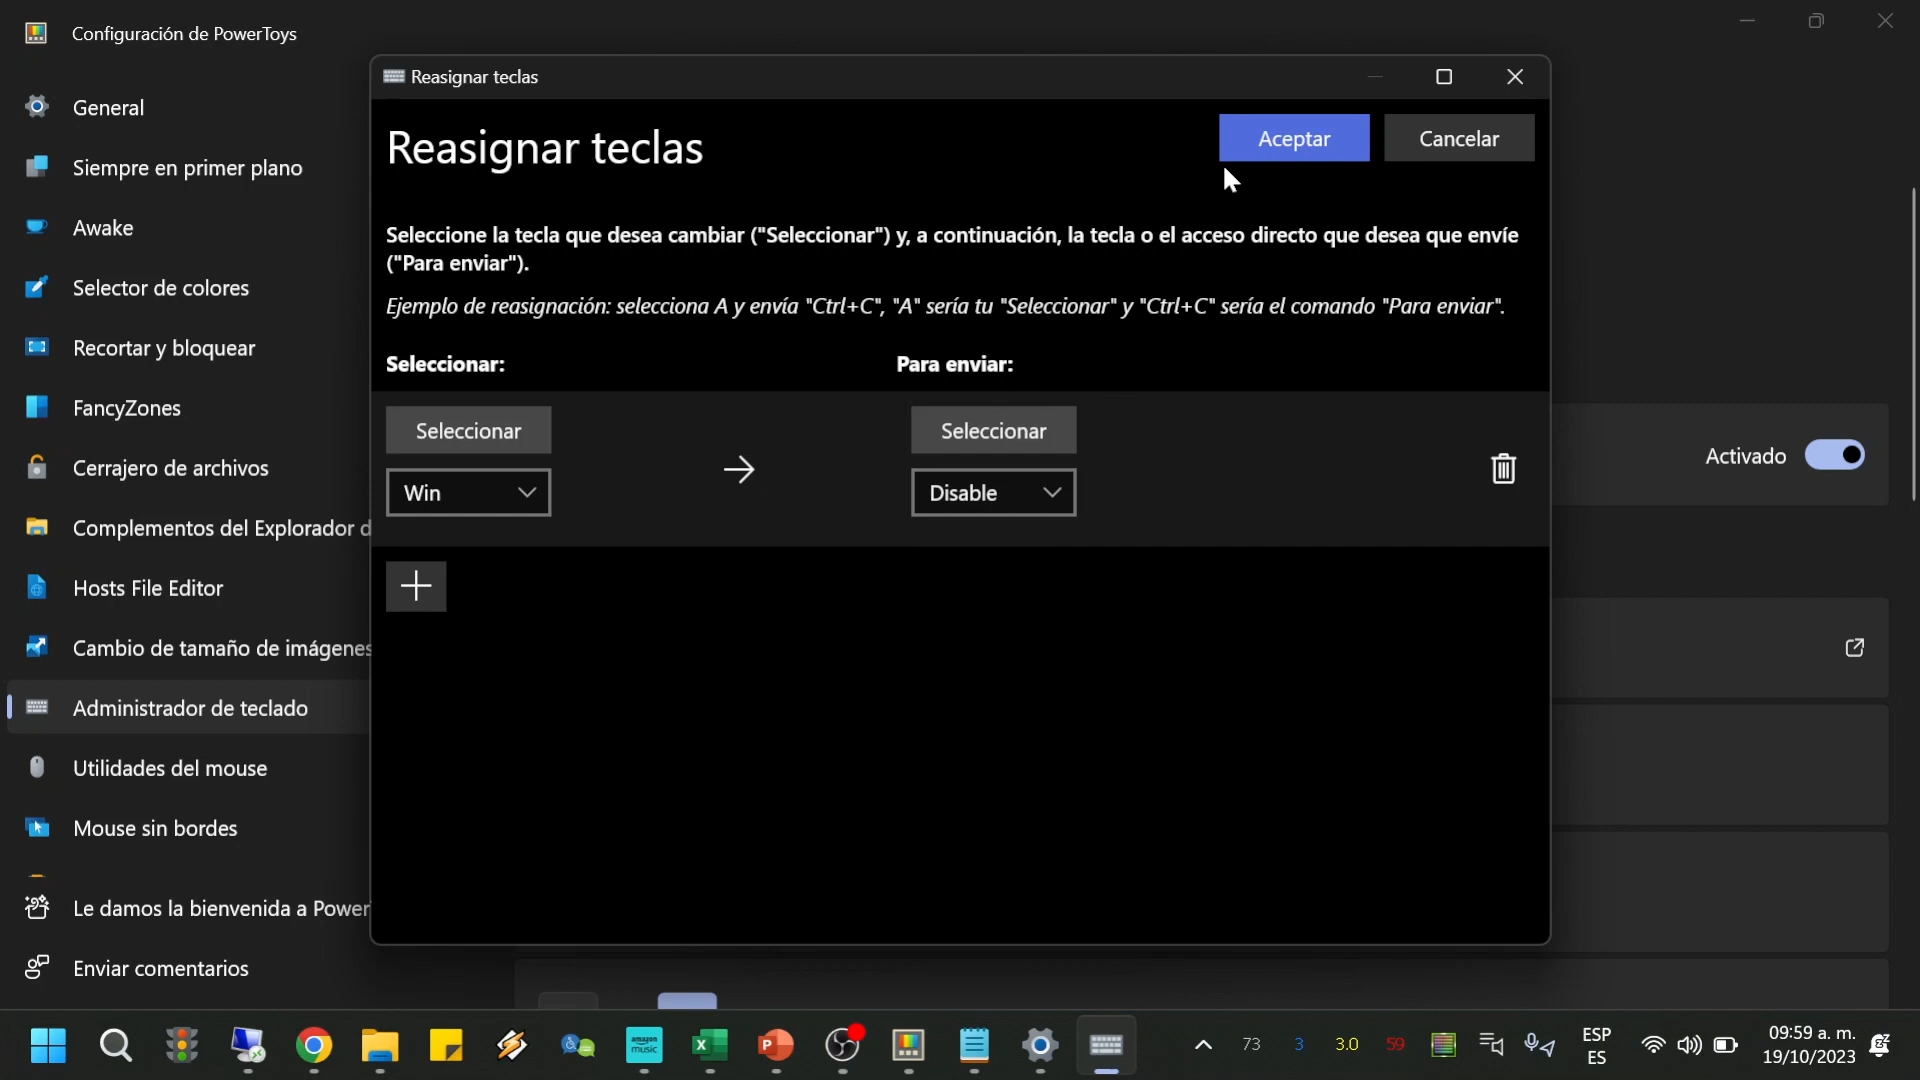 Configuración de PowerToys
General
Siempre en primer plano
Awake
Selector de colores
Recortar y bloquear
FancyZones
Cerrajero de archivos
Complementos del Explorador d
Hosts File Editor
Cambio de tamaño de imágenes
Administrador de teclado
Utilidades del mouse
Mouse sin bordes
Le damos la bienvenida a Power
Enviar comentarios
Reasignar teclas
Reasignar teclas
Aceptar
Cancelar
Seleccione la tecla que desea cambiar ("Seleccionar") y, a continuación, la tecla o el acceso directo que desea que envíe
("Para enviar").
Ejemplo de reasignación: selecciona A y envía "Ctrl+C", "A" sería tu "Seleccionar" y "Ctrl+C" sería el comando "Para enviar".
Seleccionar:
Para enviar:
Seleccionar
Seleccionar
Win
Disable
Activado
amazon
music
73
3
3.0
59
ESP
ES
09:59 a. m.
19/10/2023